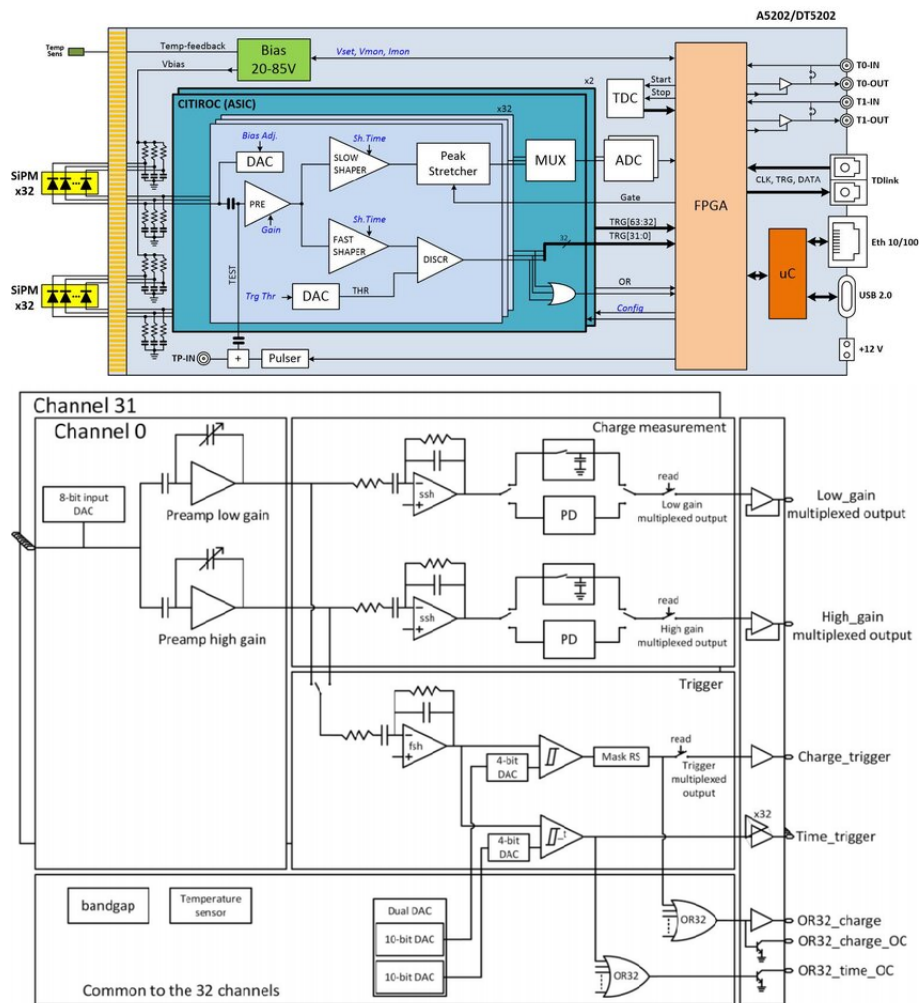 A5202/DT5202
Temp
Sens
Temp-feedback
Vbias
Bias
20-85V
Vset, Vmon, Imon
CITIROC (ASIC)
x2
x32
Bias Adj.
DAC
Sh.Time
SLOW
SHAPER
Peak
Stretcher
MUX
ADC
TDC
Start
Stop
FPGA
T0-IN
T0-OUT
T1-IN
T1-OUT
TDlink
CLK, TRG, DATA
SiPM
x32
PRE
Gain
Sh.Time
FAST
SHAPER
DISCR
Gate
TRG[63:32]
TRG[31:0]
32
OR
Config
TEST
Trg Thr
DAC
THR
SiPM
x32
uC
Eth 10/100
USB 2.0
+12 V
TP-IN
+
Pulser
Channel 31
Channel 0
Charge measurement
8-bit input
DAC
Preamp low gain
Preamp high gain
ssh
PD
read
Low gain
multiplexed output
Low_gain
multiplexed output
ssh
PD
read
High gain
multiplexed output
High_gain
multiplexed output
Trigger
fsh
4-bit
DAC
Mask RS
read
Trigger
multiplexed
output
Charge_trigger
4-bit
DAC
x32
Time_trigger
bandgap
Temperature
sensor
Dual DAC
10-bit DAC
10-bit DAC
OR32
OR32
OR32_charge
OR32_charge_OC
OR32_time_OC
Common to the 32 channels